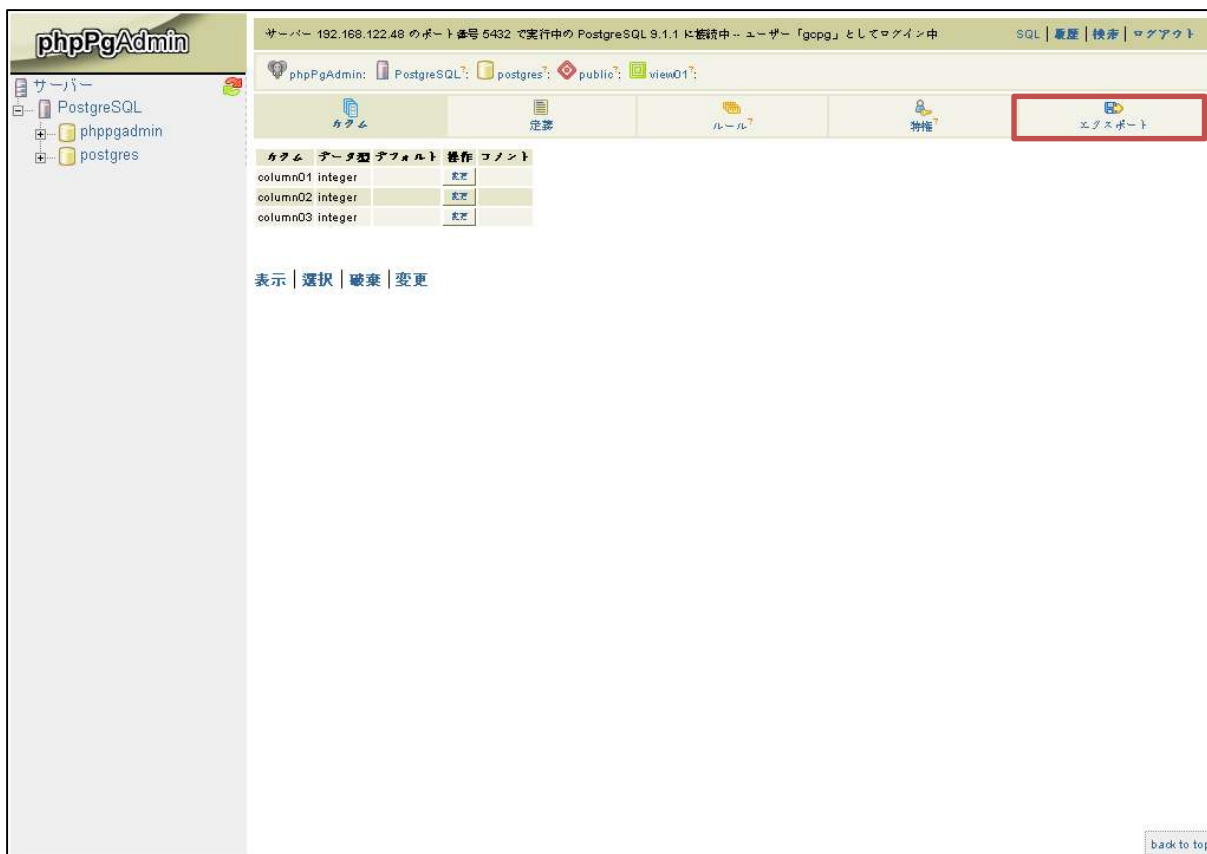 phpPgAdmin
サーバー
PostgreSQL
phppgadmin
postgres
サーバー 192.168.122.48 のポート番号 5432 で実行中の PostgreSQL 9.1.1 に接続中 -- ユーザー「gopg」としてログイン中
SQL | 履歴 | 検索 | ログアウト
phpPgAdmin: PostgreSQL?: postgres?: public?: view01?:
カラム
定義
ルール?
特権?
エクスポート
カラム データ型 デフォルト 操作 コメント
column01 integer 変更
column02 integer 変更
column03 integer 変更
表示 | 選択 | 破棄 | 変更
back to top